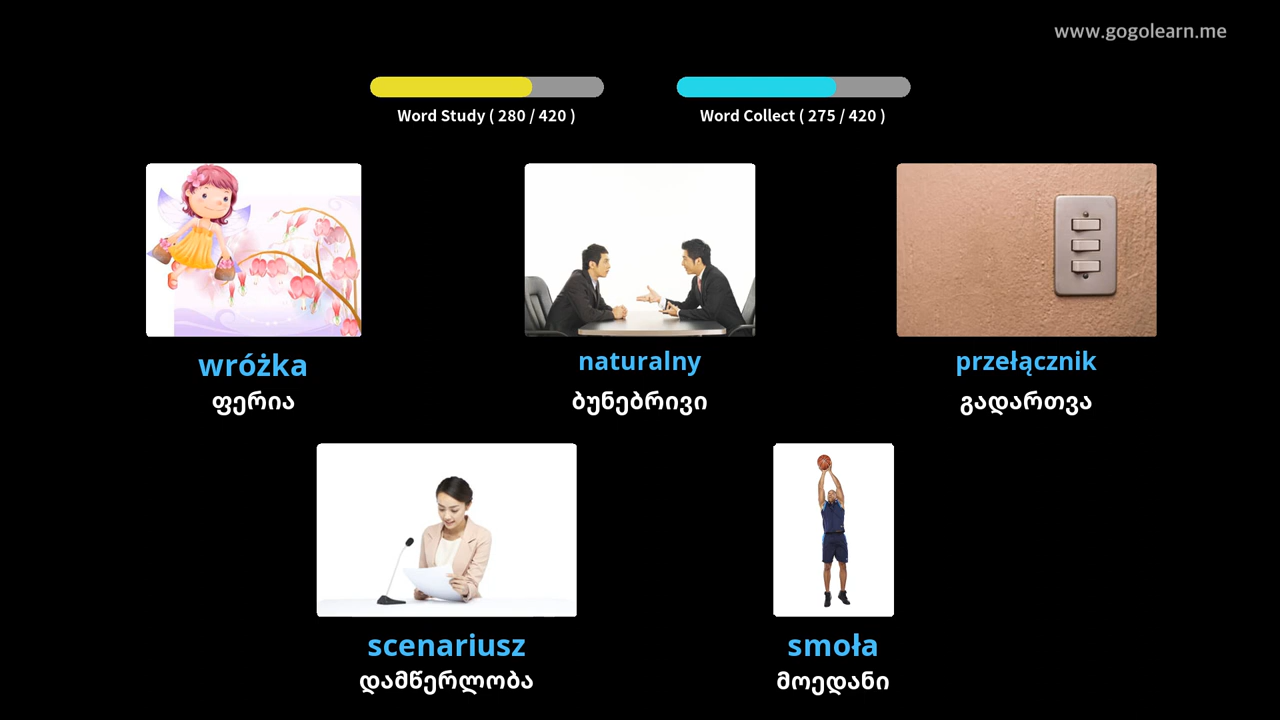 www.gogolearn.me
Word Study ( 280 / 420 )
Word Collect ( 275 / 420 )
wróżka
ფერია
naturalny
ბუნებრივი
przełącznik
გადართვა
scenariusz
დამწერლობა
smoła
მოედანი